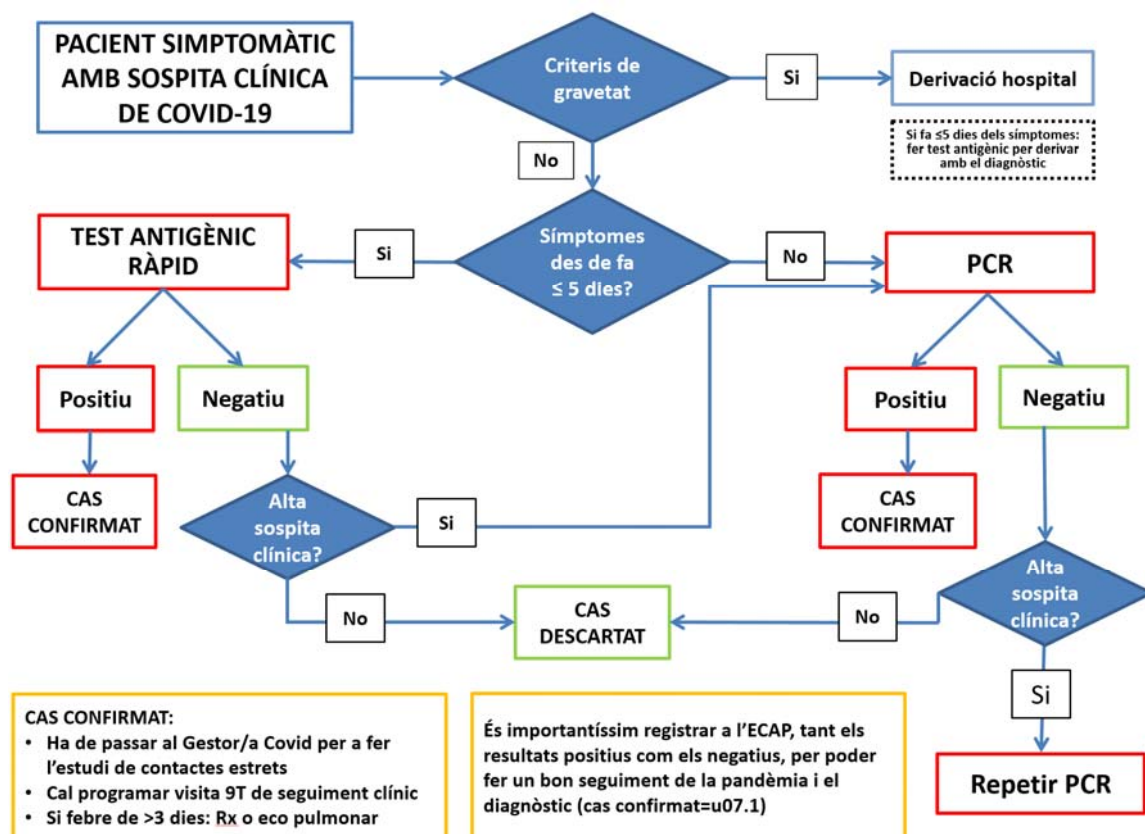 PACIENT SIMPTOMÀTIC
AMB SOSPITA CLÍNICA
DE COVID-19
Criteris de
gravetat
Si
Derivació hospital
Si fa ≤5 dies dels símptomes:
fer test antigènic per derivar
amb el diagnòstic
No
TEST ANTIGÈNIC
RÀPID
Si
Símptomes
des de fa
≤ 5 dies?
No
PCR
Positiu
Negatiu
Positiu
Negatiu
CAS
CONFIRMAT
Alta
sospita
clínica?
Si
CAS
CONFIRMAT
Alta
sospita
clínica?
No
CAS
DESCARTAT
No
Si
Repetir PCR
CAS CONFIRMAT:
• Ha de passar al Gestor/a Covid per a fer
l'estudi de contactes estrets
• Cal programar visita 9T de seguiment clínic
• Si febre de >3 dies: Rx o eco pulmonar
És importantíssim registrar a l'ECAP, tant els
resultats positius com els negatius, per poder
fer un bon seguiment de la pandèmia i el
diagnòstic (cas confirmat=u07.1)